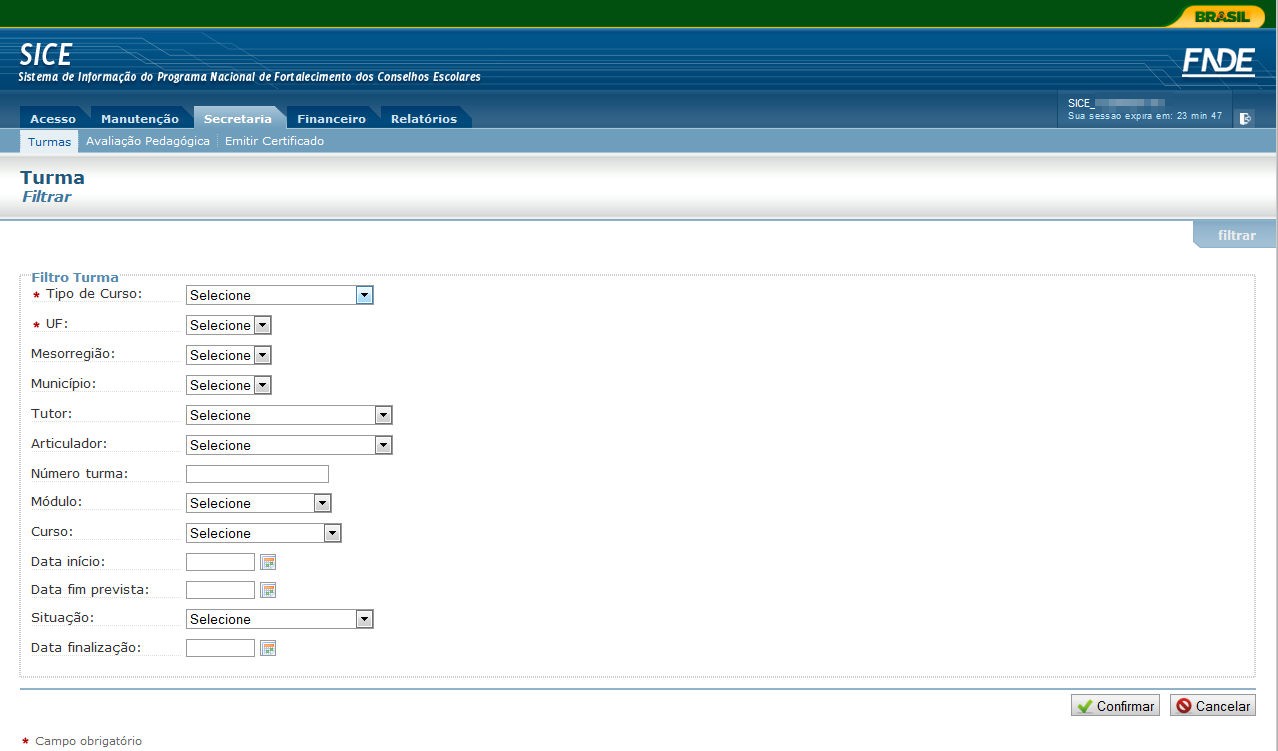 BRASIL
SICE
Sistema de Informação do Programa Nacional de Fortalecimento dos Conselhos Escolares
FNDE
Acesso Manutenção Secretaria Financeiro Relatórios
SICE_
Sua sessao expira em: 23 min 47
Turmas Avaliação Pedagógica Emitir Certificado
Turma
Filtrar
filtrar
Filtro Turma
* Tipo de Curso: Selecione
* UF: Selecione
Mesorregião: Selecione
Município: Selecione
Tutor: Selecione
Articulador: Selecione
Número turma:
Módulo: Selecione
Curso: Selecione
Data início:
Data fim prevista:
Situação: Selecione
Data finalização:
Confirmar Cancelar
* Campo obrigatório